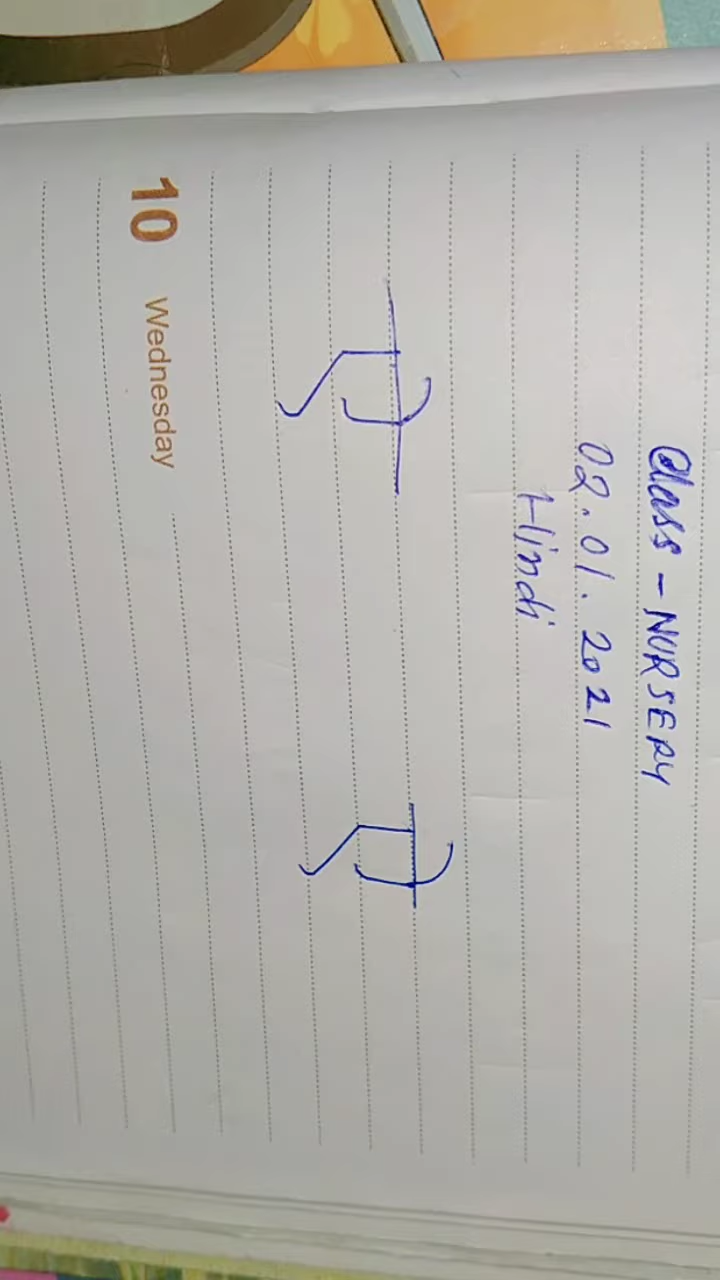 Class - NURSERY
02.01.2021
Hindi
ऐ ऐ
10 Wednesday